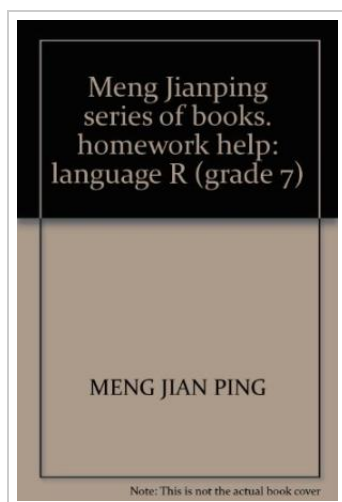 Meng Jianping
series of books.
homework help:
language R (grade 7)
MENG JIAN PING
Note: This is not the actual book cover